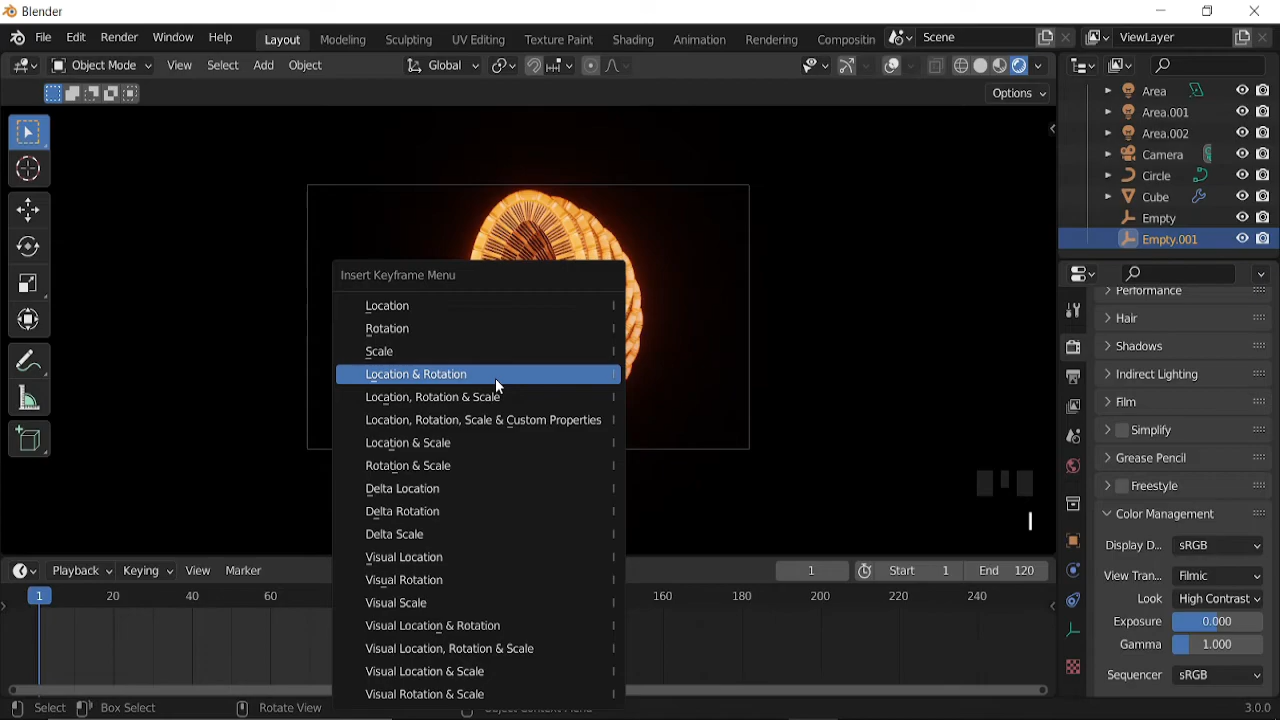 Blender
File Edit Render Window Help
Layout Modeling Sculpting UV Editing Texture Paint Shading Animation Rendering Compositin
Scene
ViewLayer
Object Mode View Select Add Object
Global
Options
Area
Area.001
Area.002
Camera
Circle
Cube
Empty
Empty.001
Insert Keyframe Menu
Location I
Rotation I
Scale I
Location & Rotation I
Location, Rotation & Scale I
Location, Rotation, Scale & Custom Properties I
Location & Scale I
Rotation & Scale I
Delta Location I
Delta Rotation I
Delta Scale I
Visual Location I
Visual Rotation I
Visual Scale I
Visual Location & Rotation I
Visual Location, Rotation & Scale I
Visual Location & Scale I
Visual Rotation & Scale I
I
Performance
Hair
Shadows
Indirect Lighting
Film
Simplify
Grease Pencil
Freestyle
Color Management
Display D... sRGB
View Tran... Filmic
Look High Contrast
Exposure 0.000
Gamma 1.000
Sequencer sRGB
Playback Keying View Marker
1 Start 1 End 120
1 20 40 60 160 180 200 220 240
Select Box Select Rotate View
3.0.0